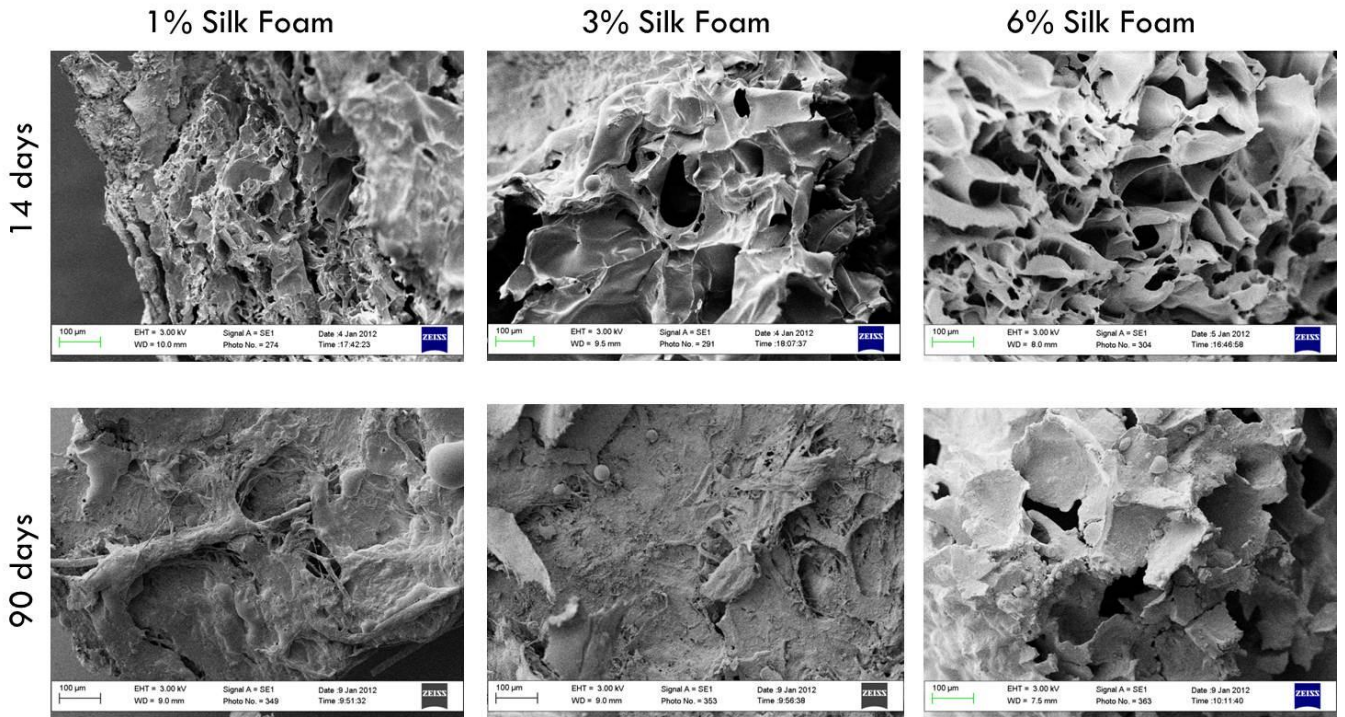 1% Silk Foam
3% Silk Foam
6% Silk Foam
14 days
100 µm
EHT = 3.00 kV
Signal A = SE1
Date :4 Jan 2012
WD = 10.0 mm
Photo No. = 274
Time :17:42:23
ZEISS
100 µm
EHT = 3.00 kV
Signal A = SE1
Date :4 Jan 2012
WD = 9.5 mm
Photo No. = 291
Time :18:07:37
ZEISS
100 µm
EHT = 3.00 kV
Signal A = SE1
Date :5 Jan 2012
WD = 8.0 mm
Photo No. = 304
Time :16:46:58
ZEISS
90 days
100 µm
EHT = 3.00 kV
Signal A = SE1
Date :9 Jan 2012
WD = 9.0 mm
Photo No. = 349
Time :9:51:32
ZEISS
100 µm
EHT = 3.00 kV
Signal A = SE1
Date :9 Jan 2012
WD = 9.0 mm
Photo No. = 353
Time :9:56:38
ZEISS
100 µm
EHT = 3.00 kV
Signal A = SE1
Date :9 Jan 2012
WD = 7.5 mm
Photo No. = 363
Time :10:11:40
ZEISS